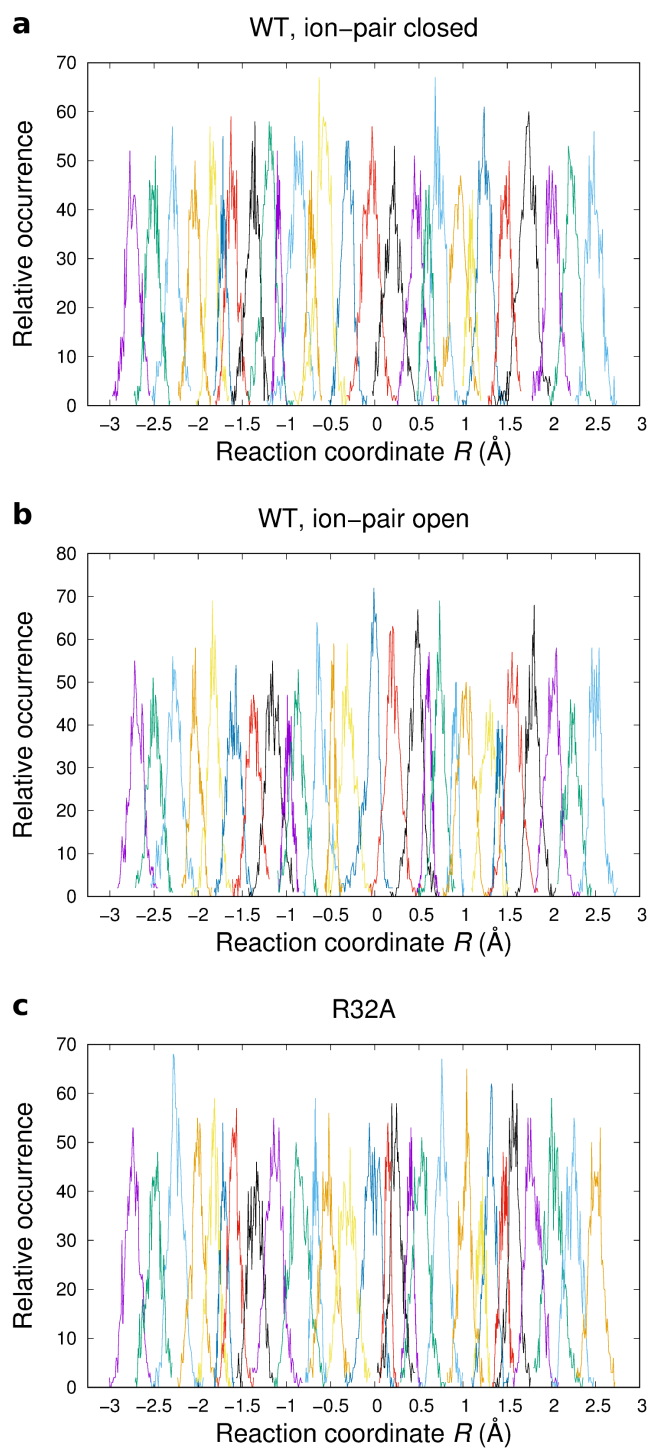 a
WT, ion−pair closed
Relative occurrence
70
60
50
40
30
20
10
0
−3 −2.5 −2 −1.5 −1 −0.5 0 0.5 1 1.5 2 2.5 3
Reaction coordinate R (Å)
b
WT, ion−pair open
Relative occurrence
80
70
60
50
40
30
20
10
0
−3 −2.5 −2 −1.5 −1 −0.5 0 0.5 1 1.5 2 2.5 3
Reaction coordinate R (Å)
c
R32A
Relative occurrence
70
60
50
40
30
20
10
0
−3 −2.5 −2 −1.5 −1 −0.5 0 0.5 1 1.5 2 2.5 3
Reaction coordinate R (Å)